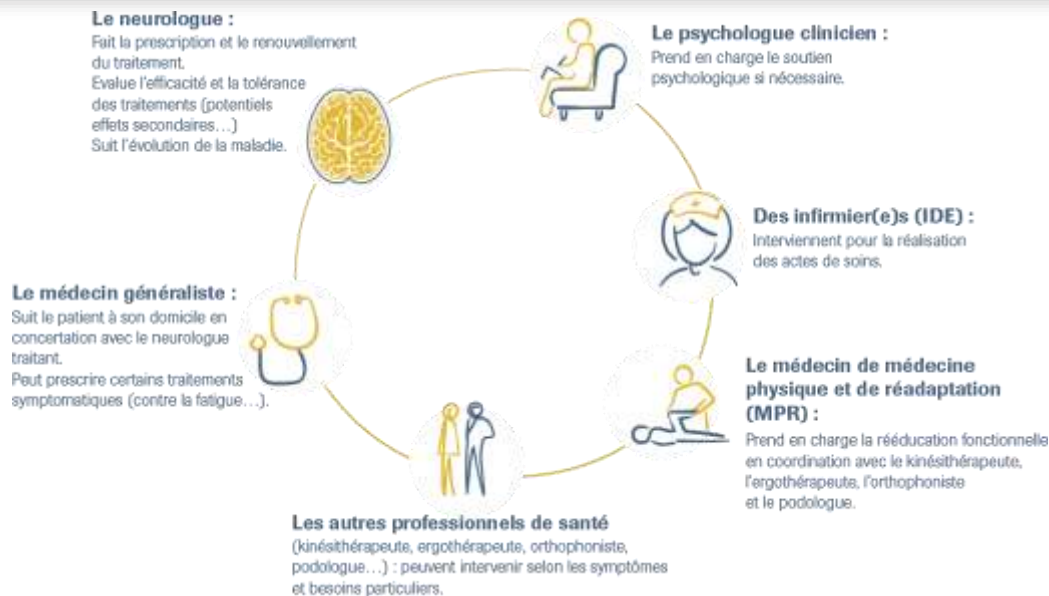 Le neurologue :
Fait la prescription et le renouvellement
du traitement.
Evalue l'efficacité et la tolérance
des traitements (potentiels
effets secondaires...)
Suit l'évolution de la maladie.
Le psychologue clinicien :
Prend en charge le soutien
psychologique si nécessaire.
Des infirmier(e)s (IDE) :
Interviennent pour la réalisation
des actes de soins.
Le médecin de médecine
physique et de réadaptation
(MPR) :
Prend en charge la rééducation fonctionnelle
en coordination avec le kinésithérapeute,
l'ergothérapeute, l'orthophoniste
et le podologue.
Les autres professionnels de santé
(kinésithérapeute, ergothérapeute, orthophoniste,
podologue...) : peuvent intervenir selon les symptômes
et besoins particuliers.
Le médecin généraliste :
Suit le patient à son domicile en
concertation avec le neurologue
traitant.
Peut prescrire certains traitements
symptomatiques (contre la fatigue...).